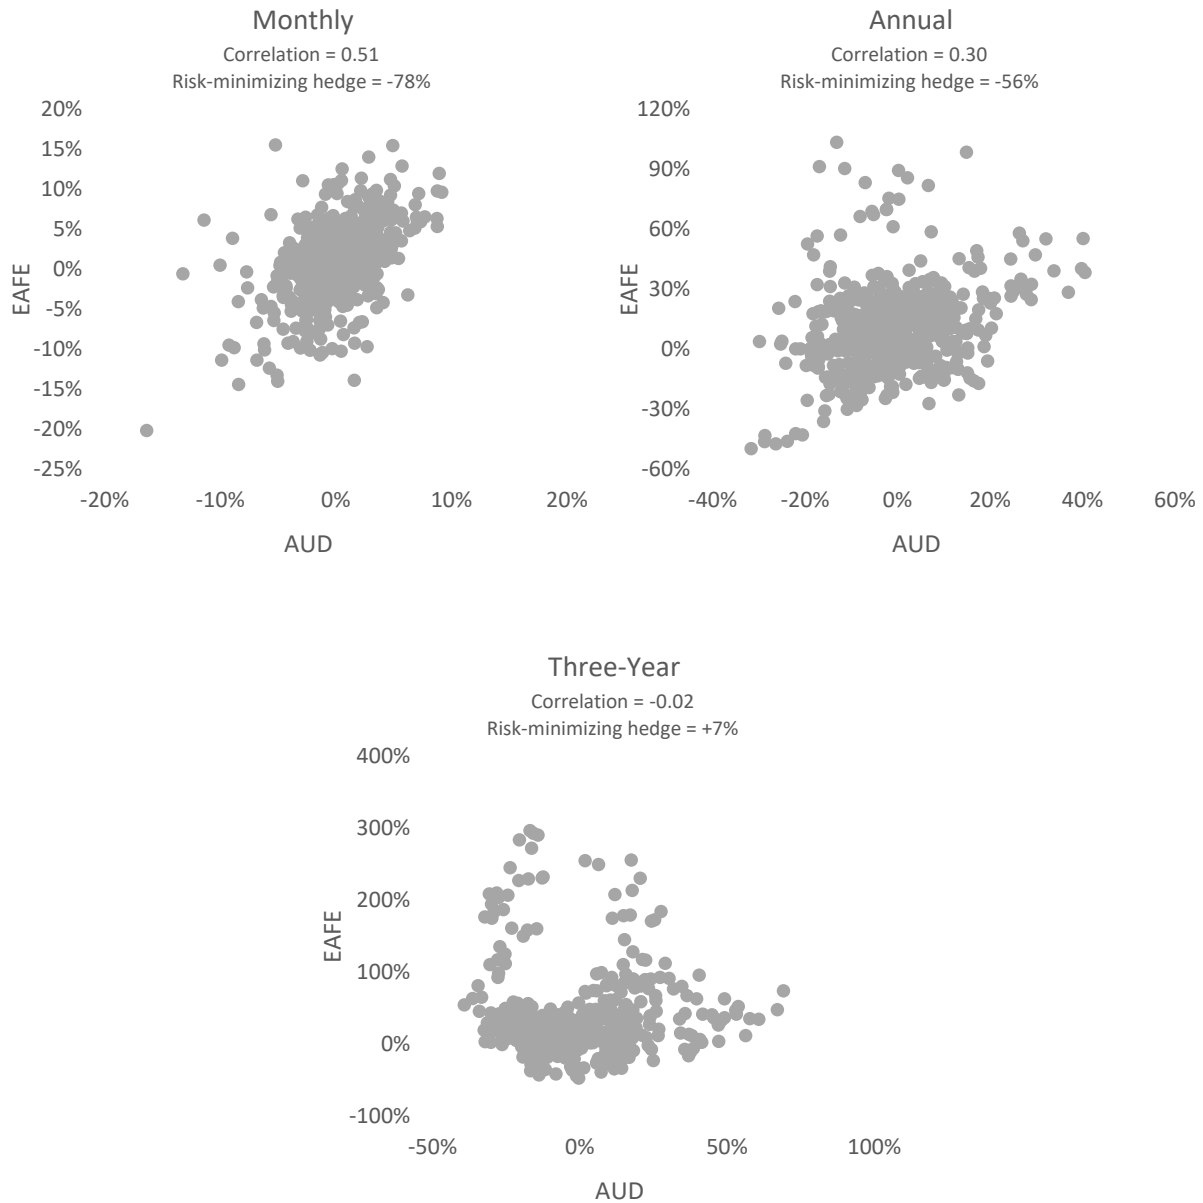 Monthly
Correlation = 0.51
Risk-minimizing hedge = -78%
20%
15%
10%
5%
0%
-5%
-10%
-15%
-20%
-25%
EAFE
-20%
-10%
0%
10%
20%
AUD
Annual
Correlation = 0.30
Risk-minimizing hedge = -56%
120%
90%
60%
30%
0%
-30%
-60%
EAFE
-40%
-20%
0%
20%
40%
60%
AUD
Three-Year
Correlation = -0.02
Risk-minimizing hedge = +7%
400%
300%
200%
100%
0%
-100%
EAFE
-50%
0%
50%
100%
AUD